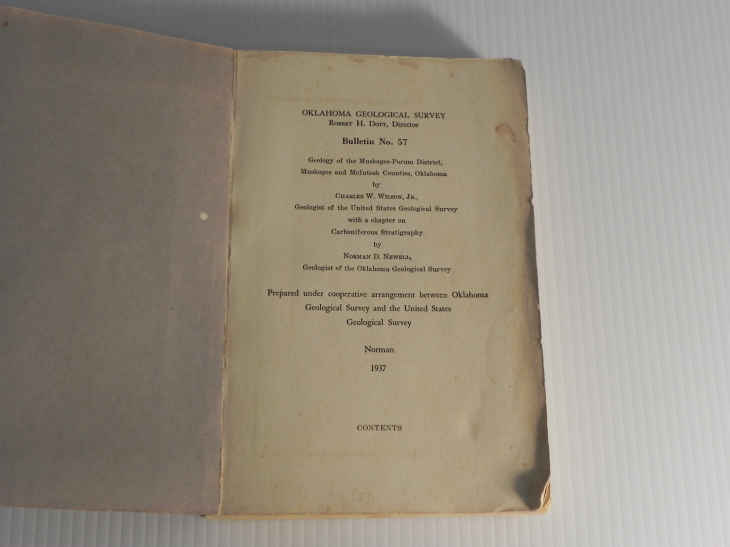 OKLAHOMA GEOLOGICAL SURVEY
Robert H. Dott, Director
Bulletin No. 57
Geology of the Muskogee-Porum District,
Muskogee and McIntosh Counties, Oklahoma
by
Charles W. Wilson, Jr.,
Geologist of the United States Geological Survey
with a chapter on
Carboniferous Stratigraphy
by
Norman D. Newell,
Geologist of the Oklahoma Geological Survey
Prepared under cooperative arrangement between Oklahoma
Geological Survey and the United States
Geological Survey
Norman
1937
CONTENTS